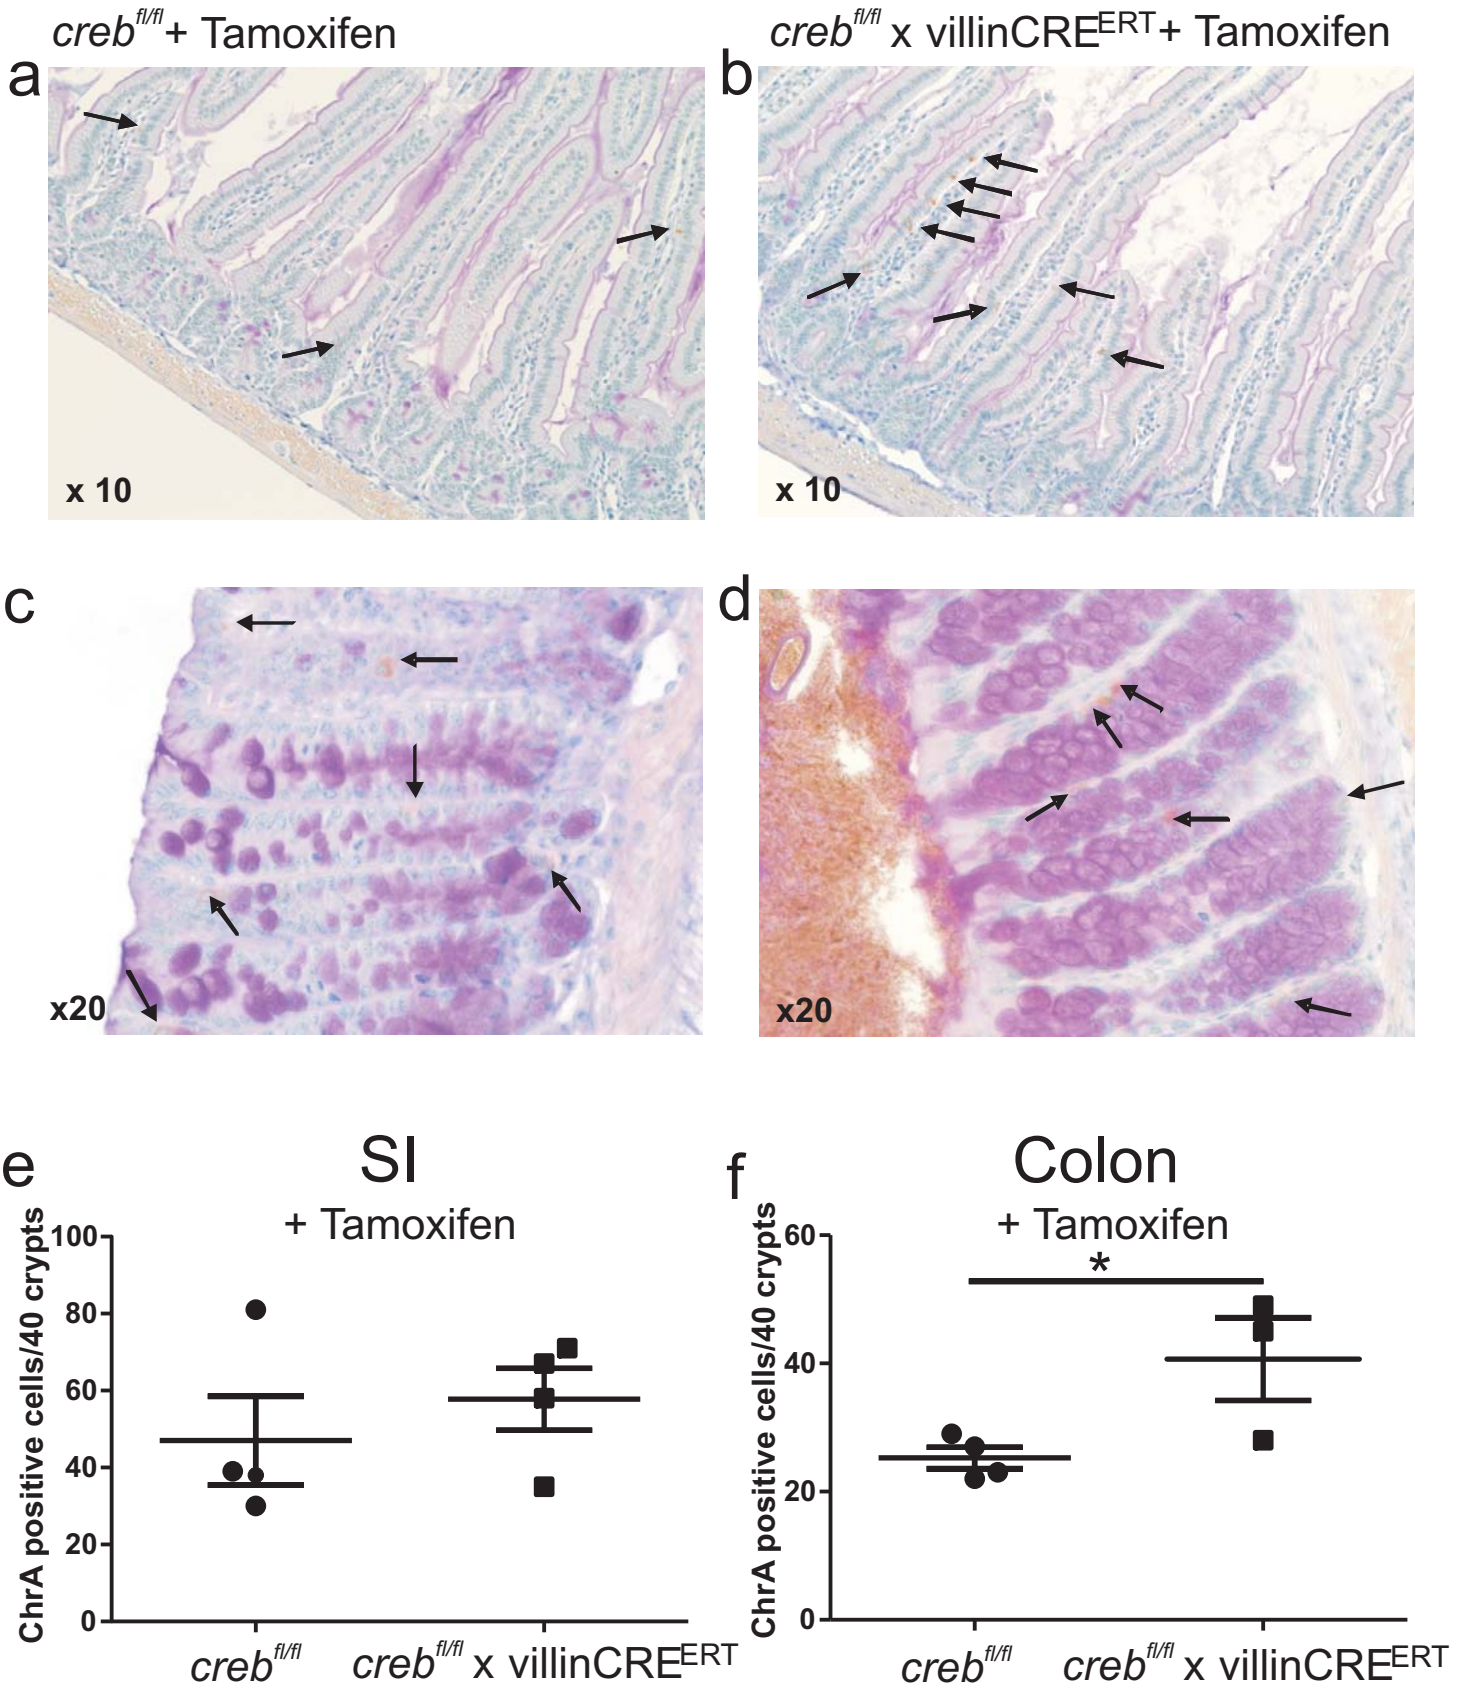 creb^fl/fl + Tamoxifen
creb^fl/fl x villinCRE^ERT + Tamoxifen
a
b
x 10
x 10
c
d
x20
x20
e
SI
+ Tamoxifen
ChrA positive cells/40 crypts
100
80
60
40
20
0
creb^fl/fl
creb^fl/fl x villinCRE^ERT
f
Colon
+ Tamoxifen
*
ChrA positive cells/40 crypts
60
40
20
0
creb^fl/fl
creb^fl/fl x villinCRE^ERT